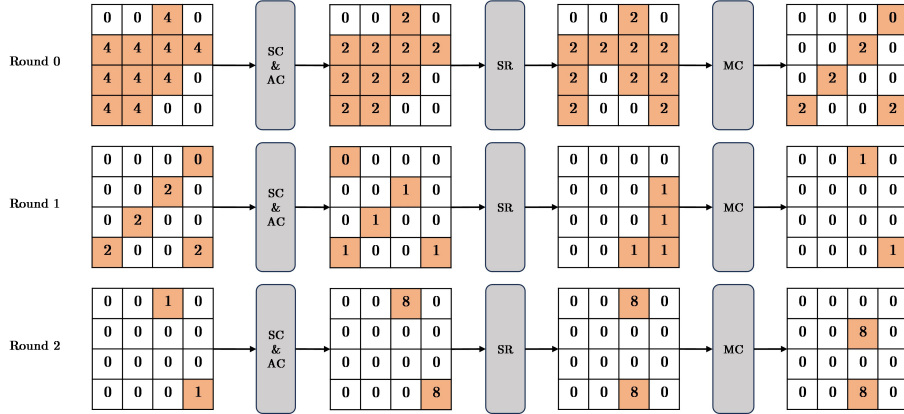 Round 0
0 0 4 0
4 4 4 4
4 4 4 0
4 4 0 0
SC
&
AC
0 0 2 0
2 2 2 2
2 2 2 0
2 2 0 0
SR
0 0 2 0
2 2 2 2
2 0 2 2
2 0 0 2
MC
0 0 0 0
0 0 2 0
0 2 0 0
2 0 0 2
Round 1
0 0 0 0
0 0 2 0
0 2 0 0
2 0 0 2
SC
&
AC
0 0 0 0
0 0 1 0
0 1 0 0
1 0 0 1
SR
0 0 0 0
0 0 0 1
0 0 0 1
0 0 1 1
MC
0 0 1 0
0 0 0 0
0 0 0 0
0 0 0 1
Round 2
0 0 1 0
0 0 0 0
0 0 0 0
0 0 0 1
SC
&
AC
0 0 8 0
0 0 0 0
0 0 0 0
0 0 0 8
SR
0 0 8 0
0 0 0 0
0 0 0 0
0 0 8 0
MC
0 0 0 0
0 0 8 0
0 0 0 0
0 0 8 0